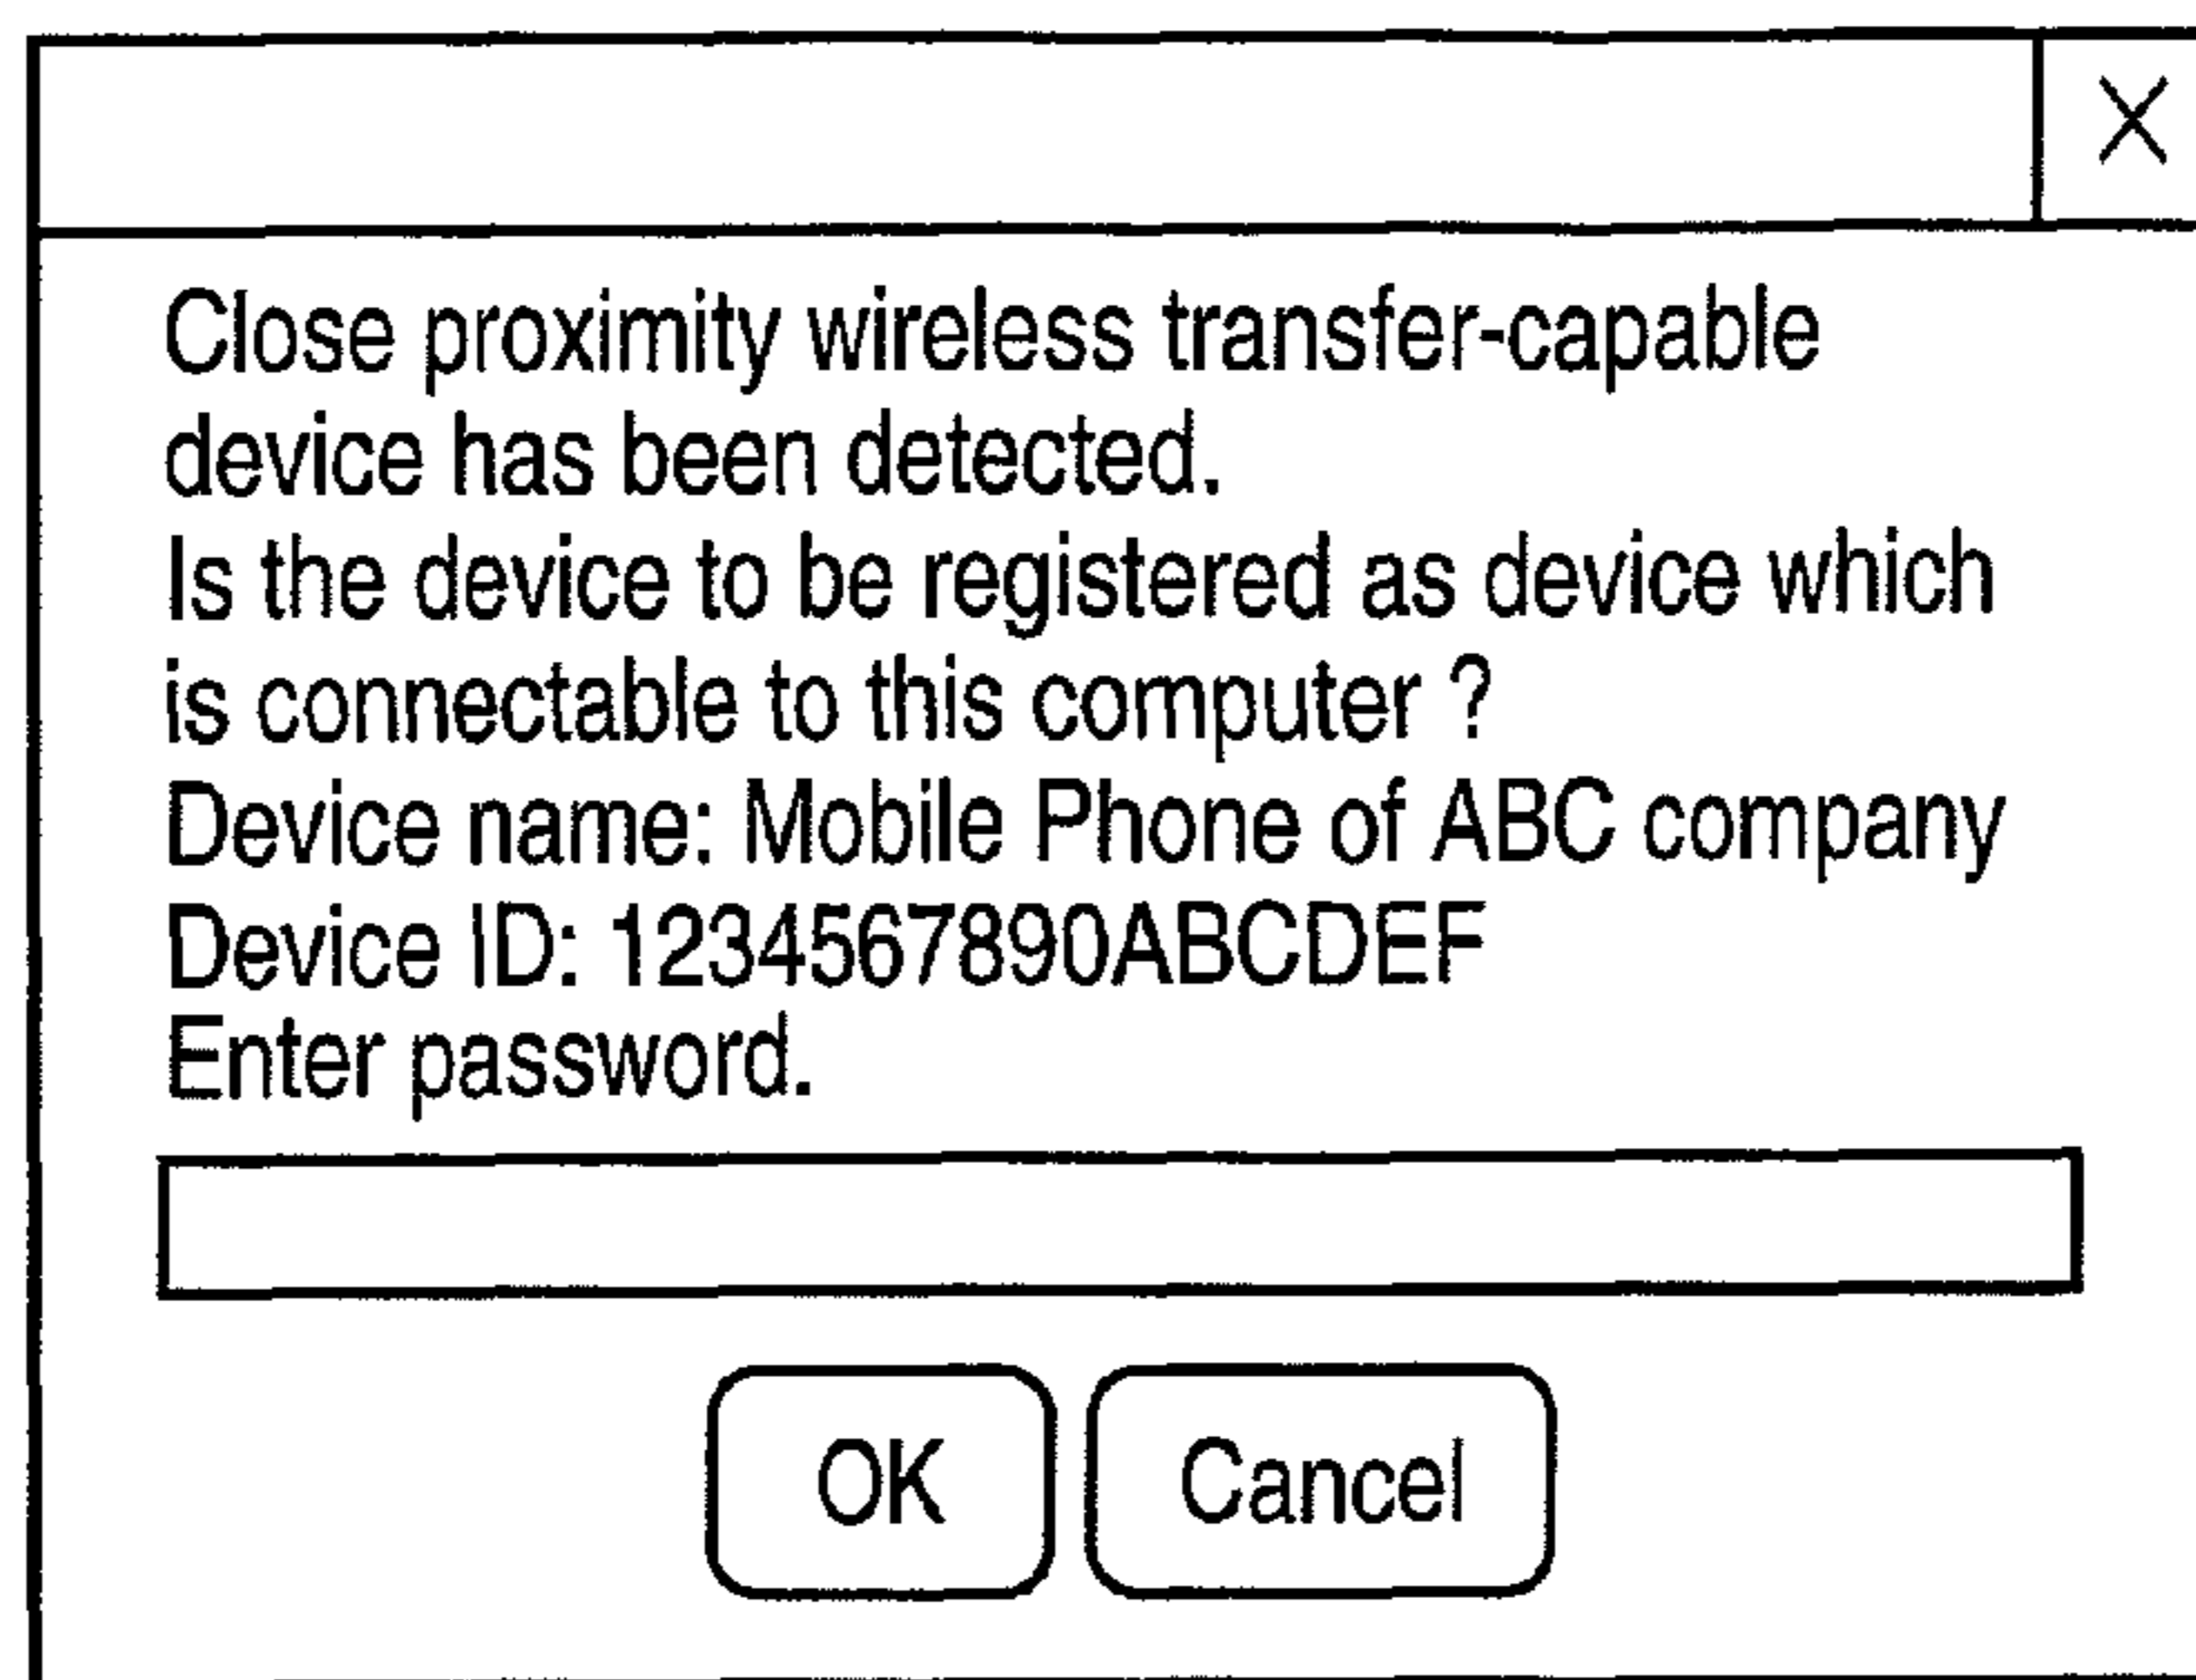 X
Close proximity wireless transfer-capable
device has been detected.
Is the device to be registered as device which
is connectable to this computer ?
Device name: Mobile Phone of ABC company
Device ID: 1234567890ABCDEF
Enter password.
OK Cancel